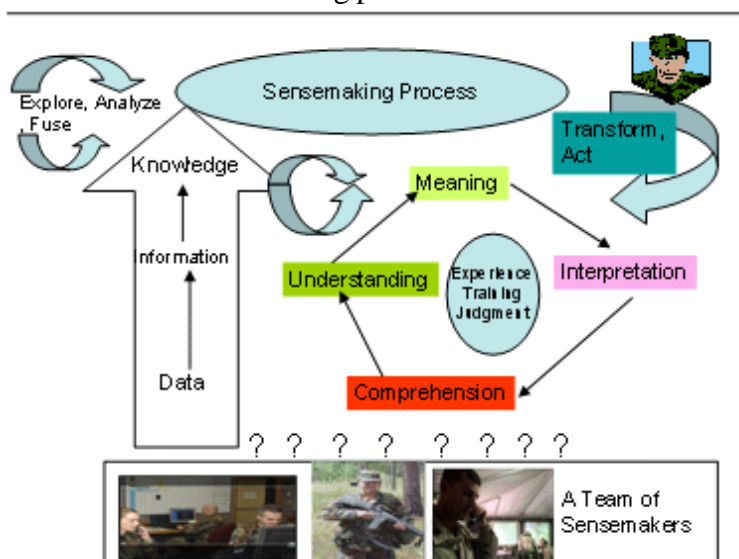 Sensemaking Process
Explore, Analyze
, Fuse
Transform,
Act
Knowledge
Meaning
Information
Understanding
Experience
Training
Judgment
Interpretation
Data
Comprehension
? ? ? ? ? ? ? ?
A Team of
Sensemakers